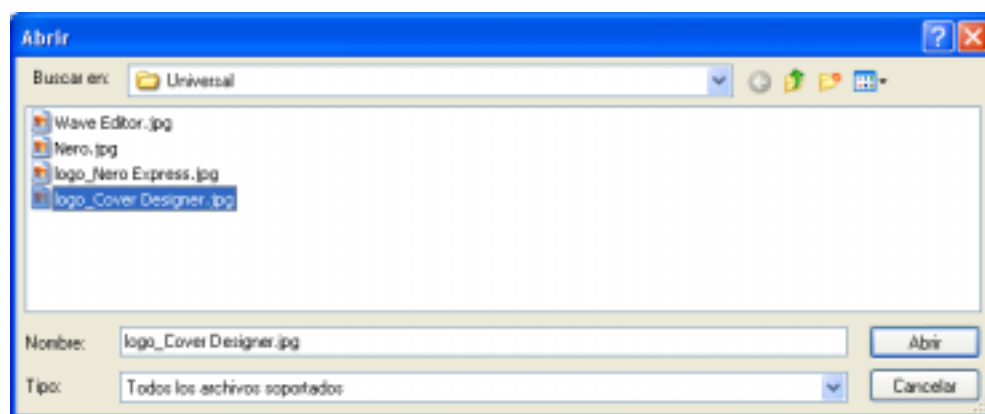 Abrir
Buscar en: Universal
Wave Editor.jpg
Nero.jpg
logo_Nero Express.jpg
logo_Cover Designer.jpg
Nombre: logo_Cover Designer.jpg Abrir
Tipo: Todos los archivos soportados Cancelar